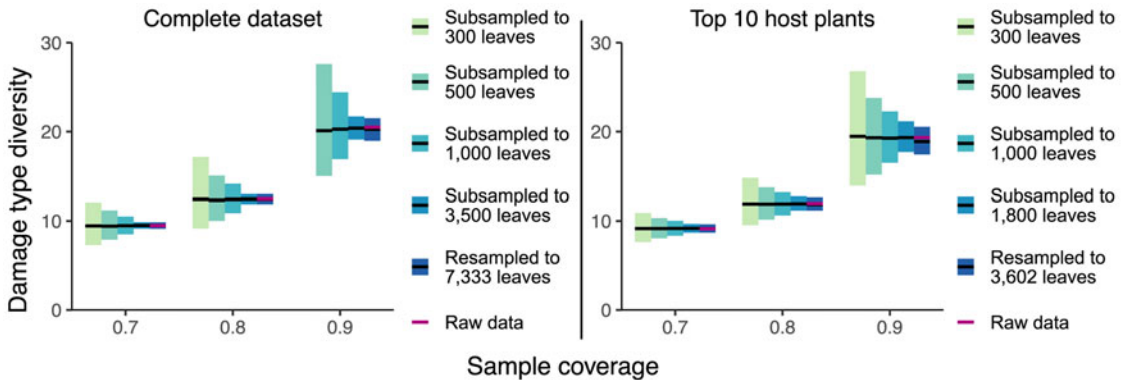 Complete dataset
Damage type diversity
30
20
10
0
0.7
0.8
0.9
Subsampled to
300 leaves
Subsampled to
500 leaves
Subsampled to
1,000 leaves
Subsampled to
3,500 leaves
Resampled to
7,333 leaves
Raw data
Top 10 host plants
30
20
10
0
0.7
0.8
0.9
Subsampled to
300 leaves
Subsampled to
500 leaves
Subsampled to
1,000 leaves
Subsampled to
1,800 leaves
Resampled to
3,602 leaves
Raw data
Sample coverage